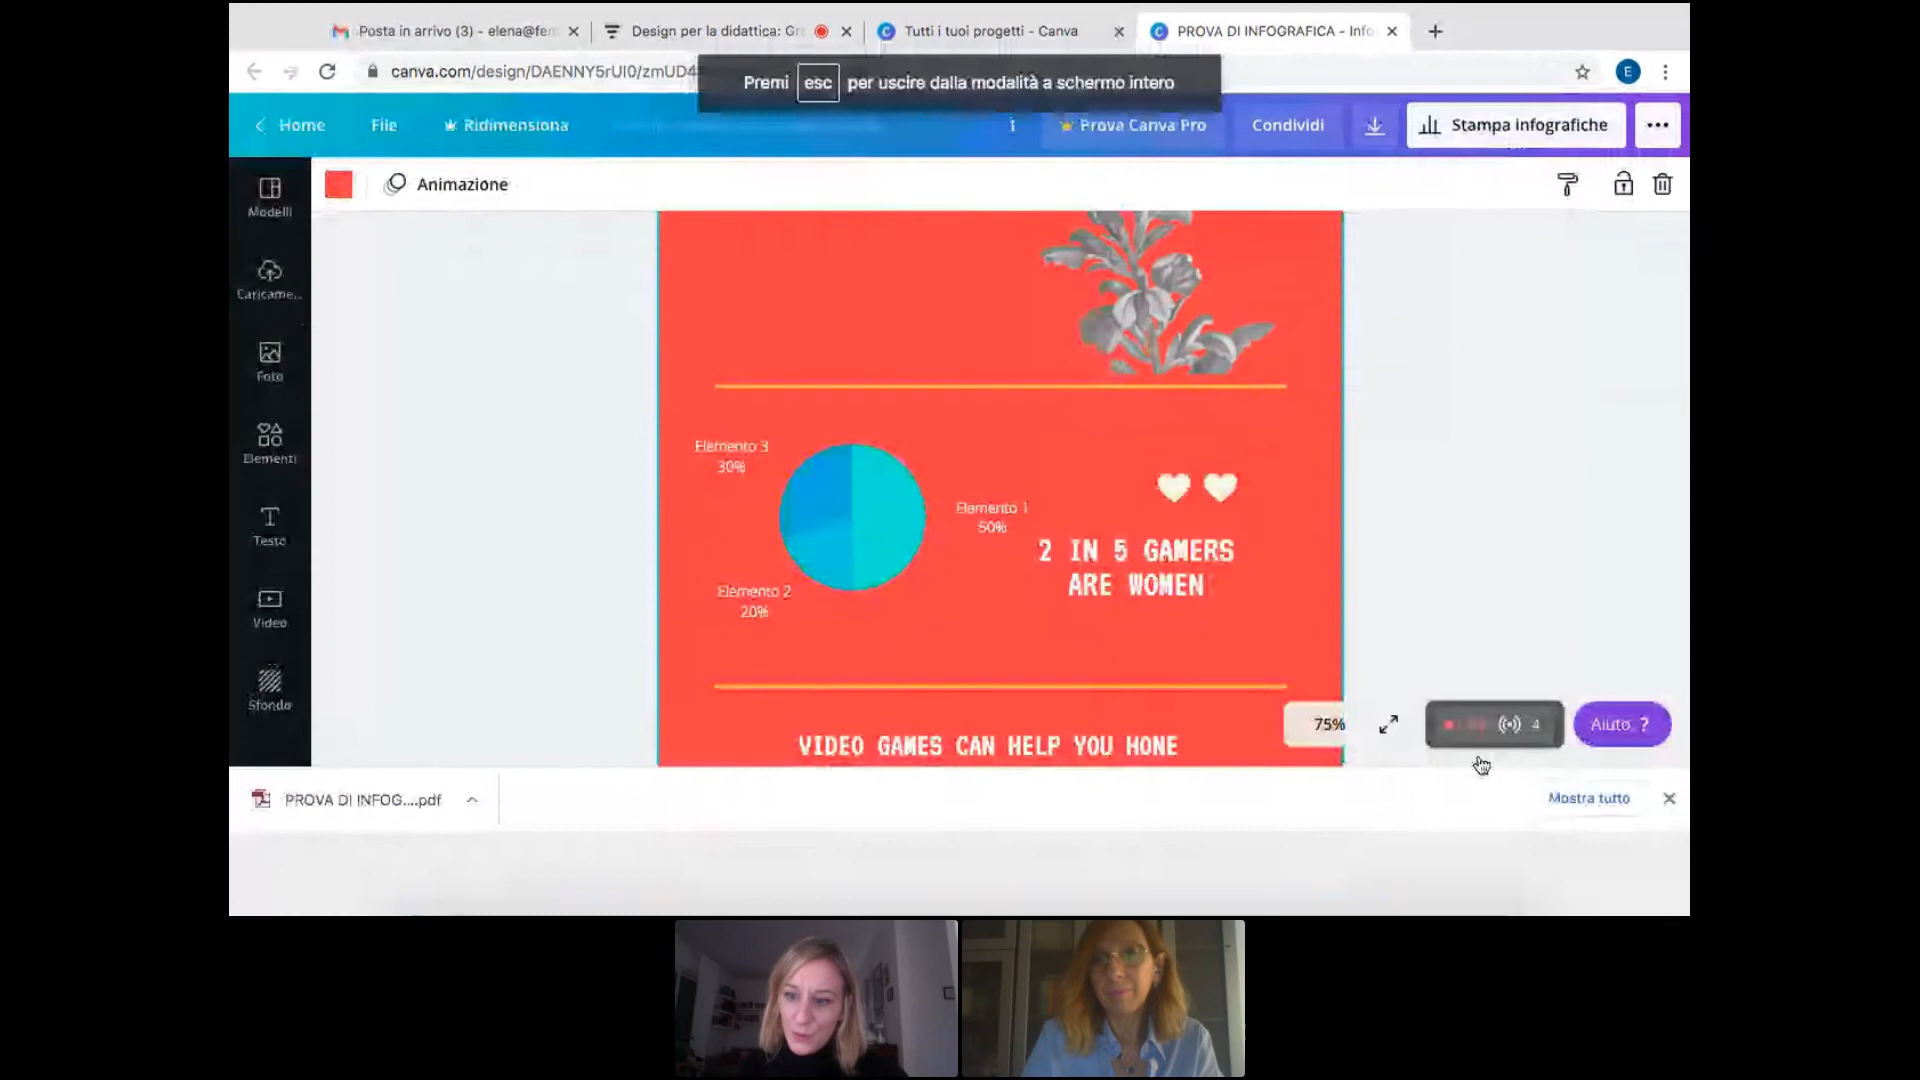 Posta in arrivo (3) - elena@fem
Design per la didattica: Gra
Tutti i tuoi progetti - Canva
PROVA DI INFOGRAFICA - Info
canva.com/design/DAENNY5rUI0/zmUD4
E
Premi esc per uscire dalla modalità a schermo intero
Home
File
Ridimensiona
Prova Canva Pro
Condividi
Stampa infografiche
Animazione
Modelli
Caricame...
Foto
Elementi
Testo
Video
Sfondo
Elemento 3
30%
Elemento 1
50%
Elemento 2
20%
2 IN 5 GAMERS
ARE WOMEN
VIDEO GAMES CAN HELP YOU HONE
75%
4
Aiuto ?
PROVA DI INFOG....pdf
Mostra tutto